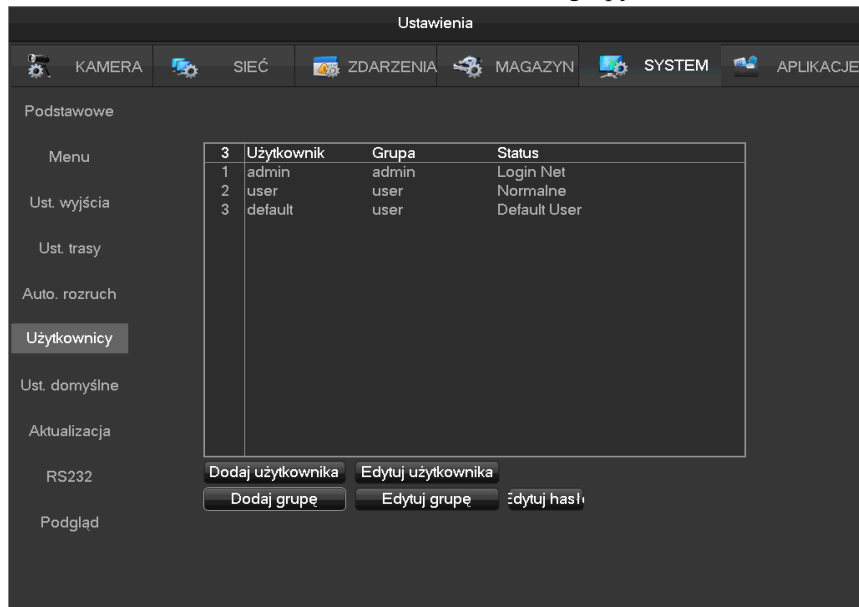 Ustawienia
KAMERA SIEĆ ZDARZENIA MAGAZYN SYSTEM APLIKACJE
Podstawowe
Menu
Ust. wyjścia
Ust. trasy
Auto. rozruch
Użytkownicy
Ust. domyślne
Aktualizacja
RS232
Podgląd
3 Użytkownik Grupa Status
1 admin admin Login Net
2 user user Normalne
3 default user Default User
Dodaj użytkownika Edytuj użytkownika
Dodaj grupę Edytuj grupę Edytuj hasło